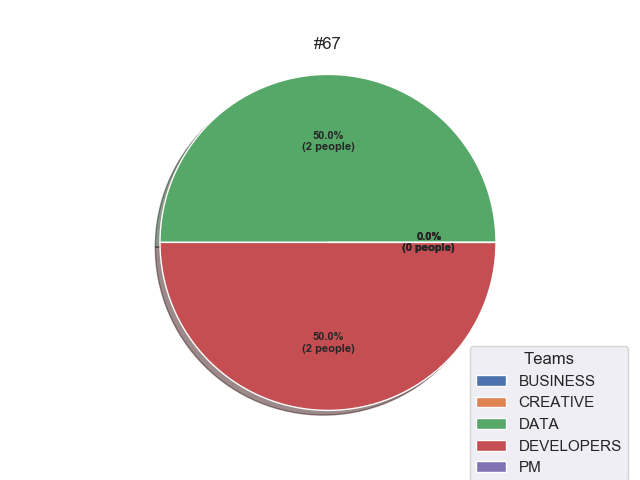 #67
50.0%
(2 people)
0.0%
(0 people)
50.0%
(2 people)
Teams
BUSINESS
CREATIVE
DATA
DEVELOPERS
PM